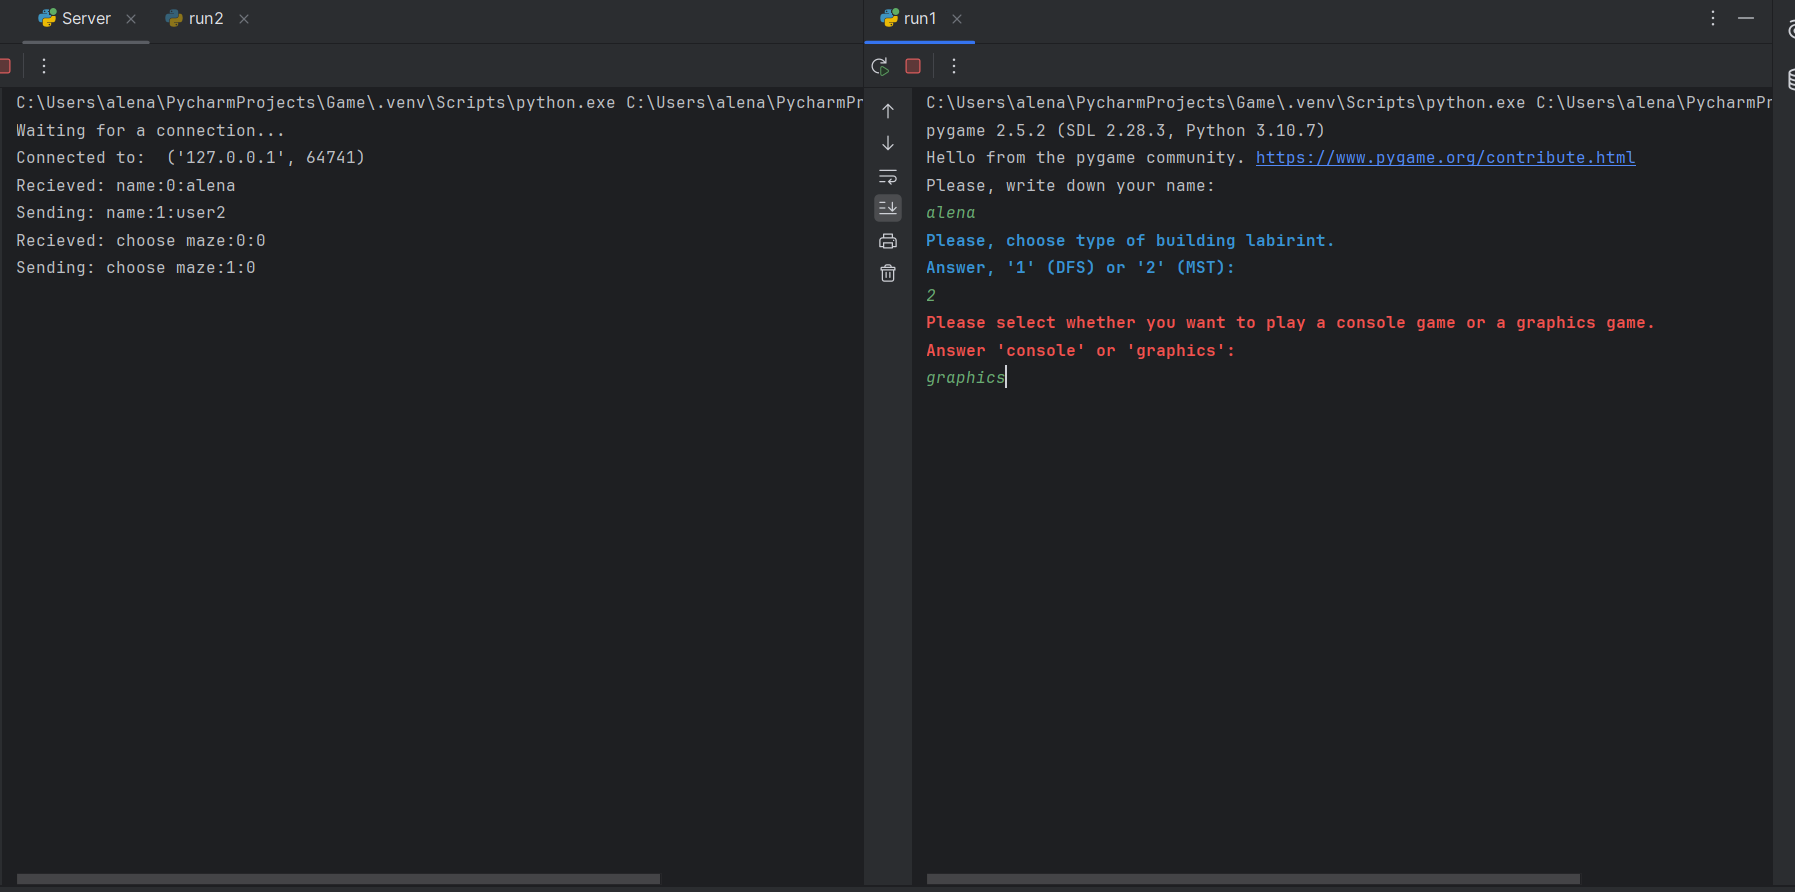 Server
run2
C:\Users\alena\PycharmProjects\Game\.venv\Scripts\python.exe C:\Users\alena\PycharmPr
Waiting for a connection...
Connected to:  ('127.0.0.1', 64741)
Recieved: name:0:alena
Sending: name:1:user2
Recieved: choose maze:0:0
Sending: choose maze:1:0
run1
C:\Users\alena\PycharmProjects\Game\.venv\Scripts\python.exe C:\Users\alena\PycharmPr
pygame 2.5.2 (SDL 2.28.3, Python 3.10.7)
Hello from the pygame community. https://www.pygame.org/contribute.html
Please, write down your name:
alena
Please, choose type of building labirint.
Answer, '1' (DFS) or '2' (MST):
2
Please select whether you want to play a console game or a graphics game.
Answer 'console' or 'graphics':
graphics